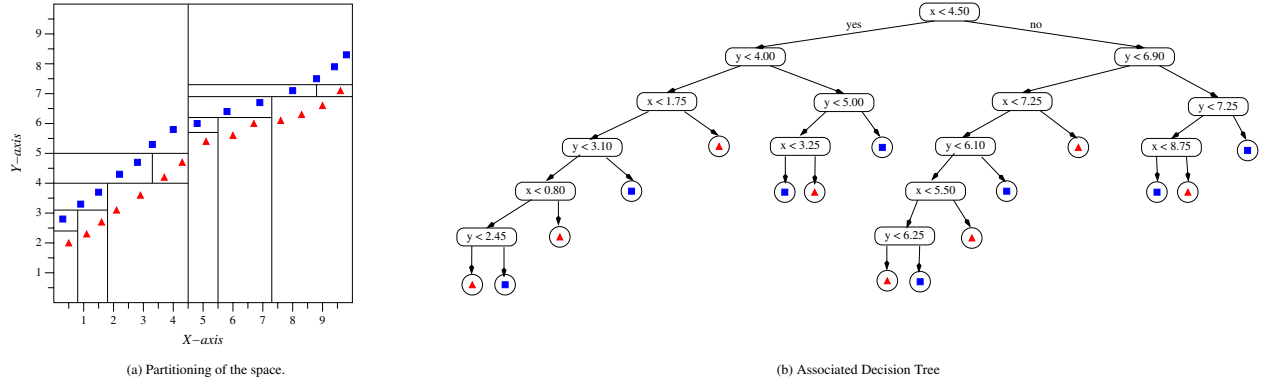 9
8
7
6
5
4
3
2
1
Y−axis
1 2 3 4 5 6 7 8 9
X−axis
(a) Partitioning of the space.
x < 4.50
yes no
y < 4.00 y < 6.90
x < 1.75 y < 5.00 x < 7.25 y < 7.25
y < 3.10 x < 3.25 y < 6.10 x < 8.75
x < 0.80 x < 5.50
y < 2.45 y < 6.25
(b) Associated Decision Tree